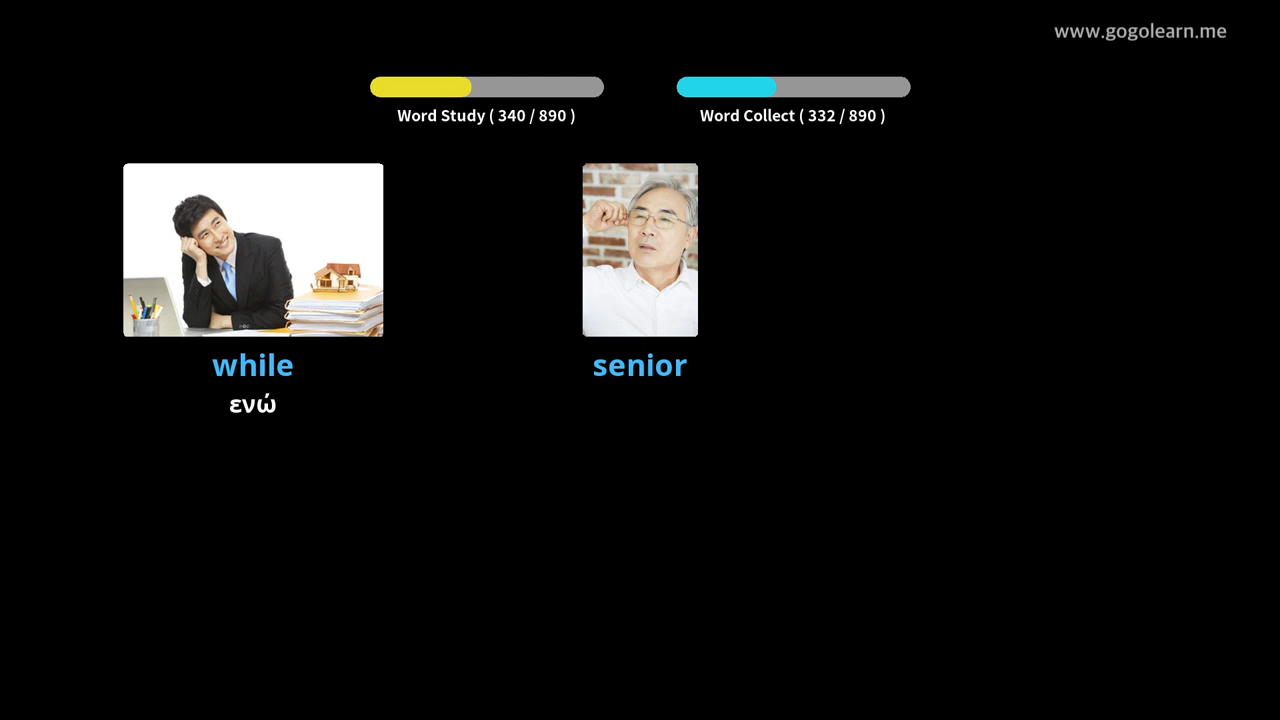 www.gogolearn.me
Word Study ( 340 / 890 )
Word Collect ( 332 / 890 )
while
ενώ
senior